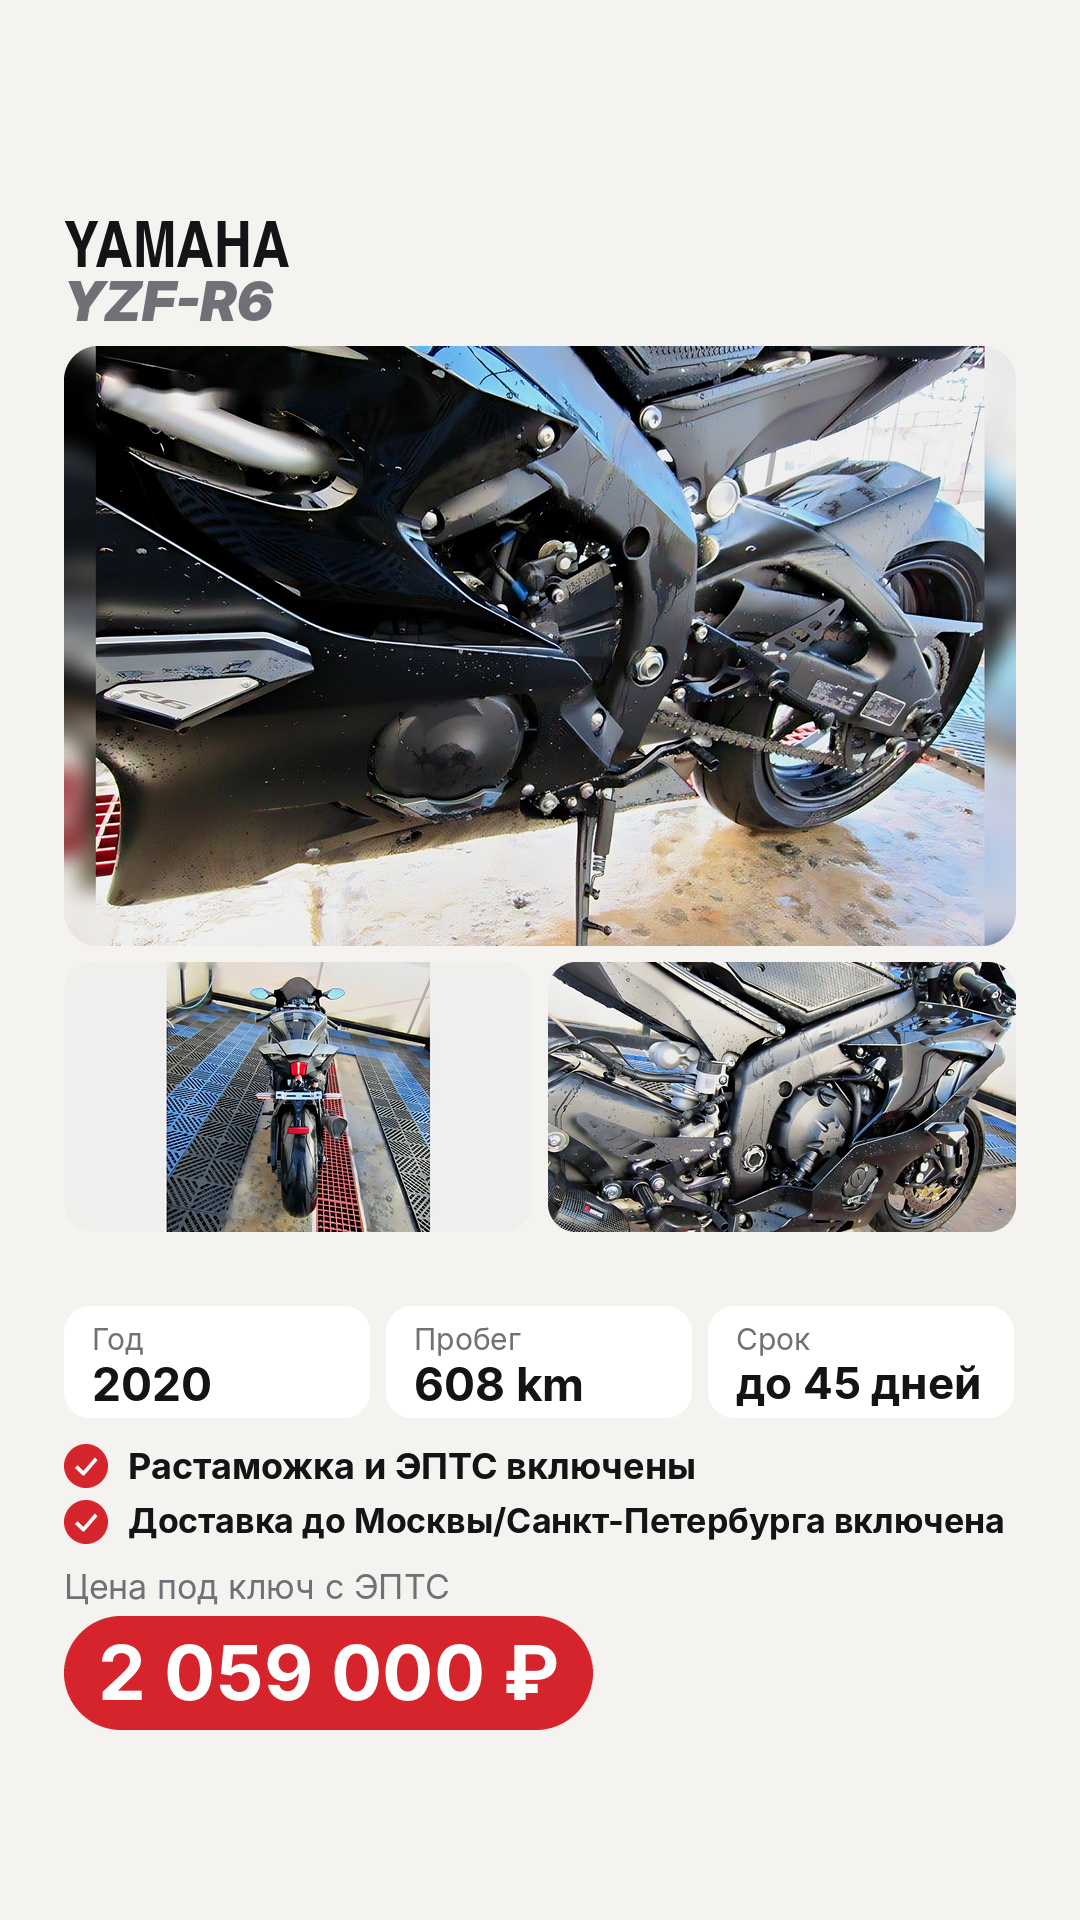 YAMAHA
YZF-R6
R6
Год
2020
Пробег
608 km
Срок
до 45 дней
Растаможка и ЭПТС включены
Доставка до Москвы/Санкт-Петербурга включена
Цена под ключ с ЭПТС
2 059 000 ₽